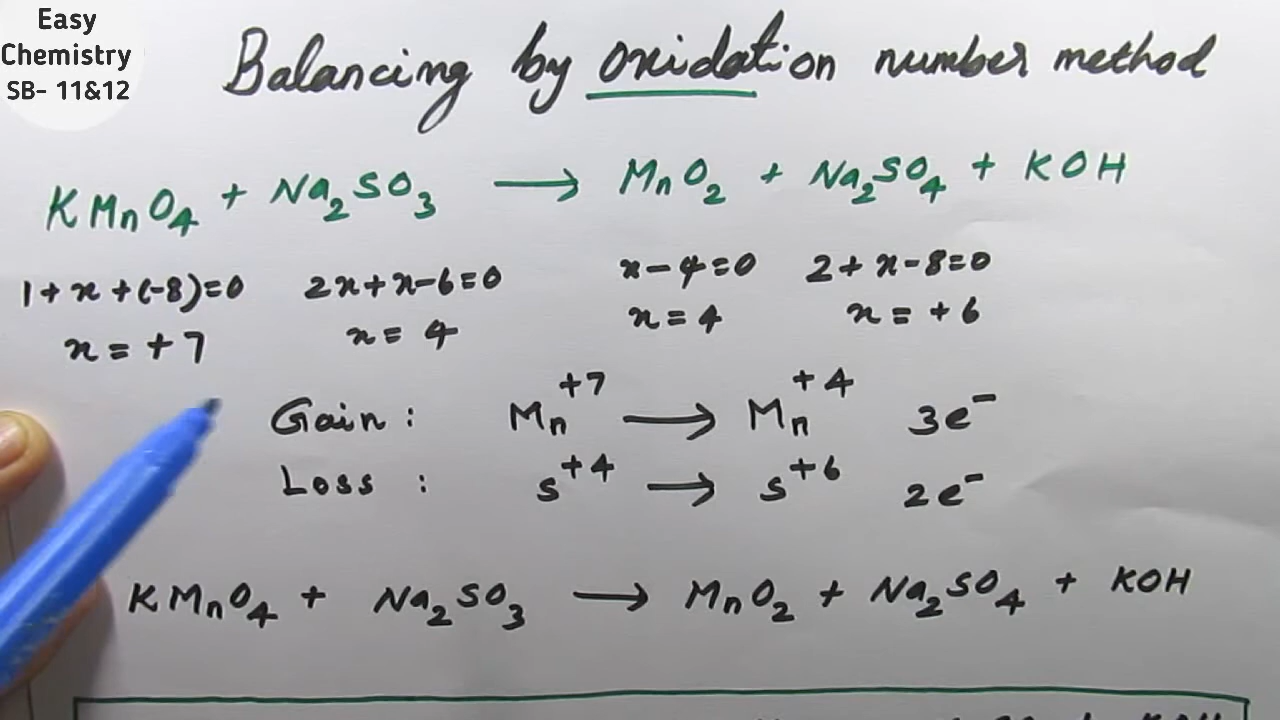 Easy
Chemistry
SB- 11&12
Balancing by oxidation number method
KMnO₄ + Na₂SO₃ → MnO₂ + Na₂SO₄ + KOH
1 + x + (-8) = 0 2x + x - 6 = 0 x - 4 = 0 2 + x - 8 = 0
x = +7 x = 4 x = 4 x = +6
Gain : Mn⁺⁷ → Mn⁺⁴ 3e⁻
Loss : s⁺⁴ → s⁺⁶ 2e⁻
KMnO₄ + Na₂SO₃ → MnO₂ + Na₂SO₄ + KOH